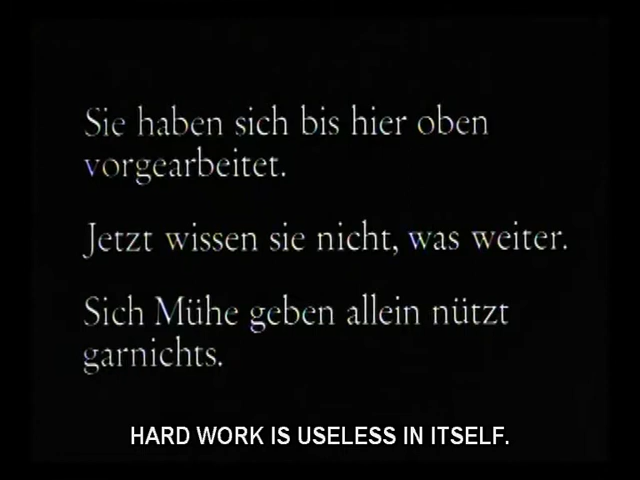 Sie haben sich bis hier oben
vorgearbeitet.
Jetzt wissen sie nicht, was weiter.
Sich Mühe geben allein nützt
garnichts.
HARD WORK IS USELESS IN ITSELF.